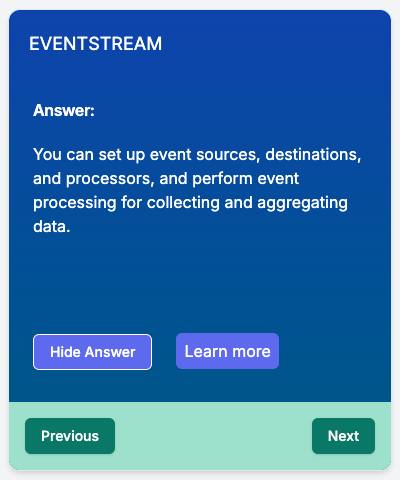 EVENTSTREAM
Answer:
You can set up event sources, destinations,
and processors, and perform event
processing for collecting and aggregating
data.
Hide Answer
Learn more
Previous
Next